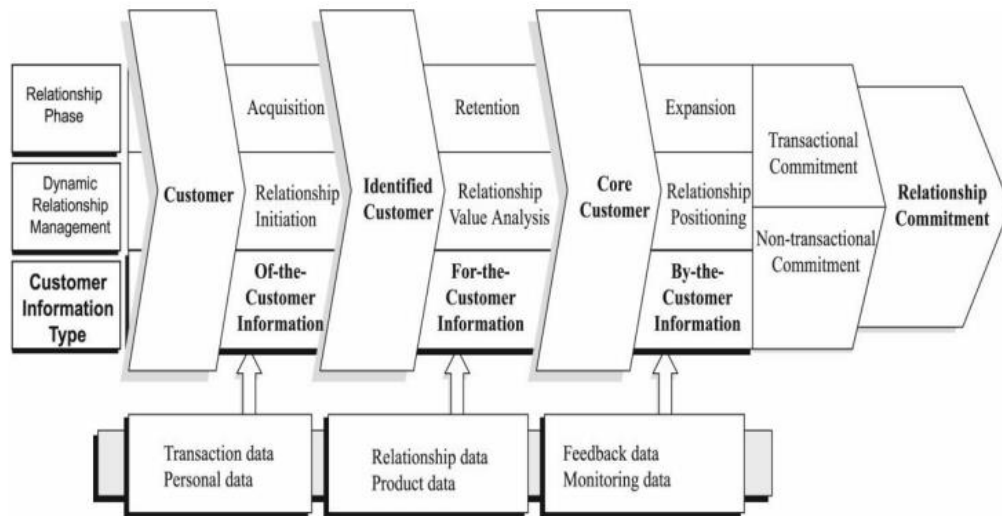 Relationship
Phase
Acquisition
Retention
Expansion
Transactional
Commitment
Dynamic
Relationship
Management
Customer
Relationship
Initiation
Identified
Customer
Relationship
Value Analysis
Core
Customer
Relationship
Positioning
Relationship
Commitment
Non-transactional
Commitment
Customer
Information
Type
Of-the-
Customer
Information
For-the-
Customer
Information
By-the-
Customer
Information
Transaction data
Personal data
Relationship data
Product data
Feedback data
Monitoring data